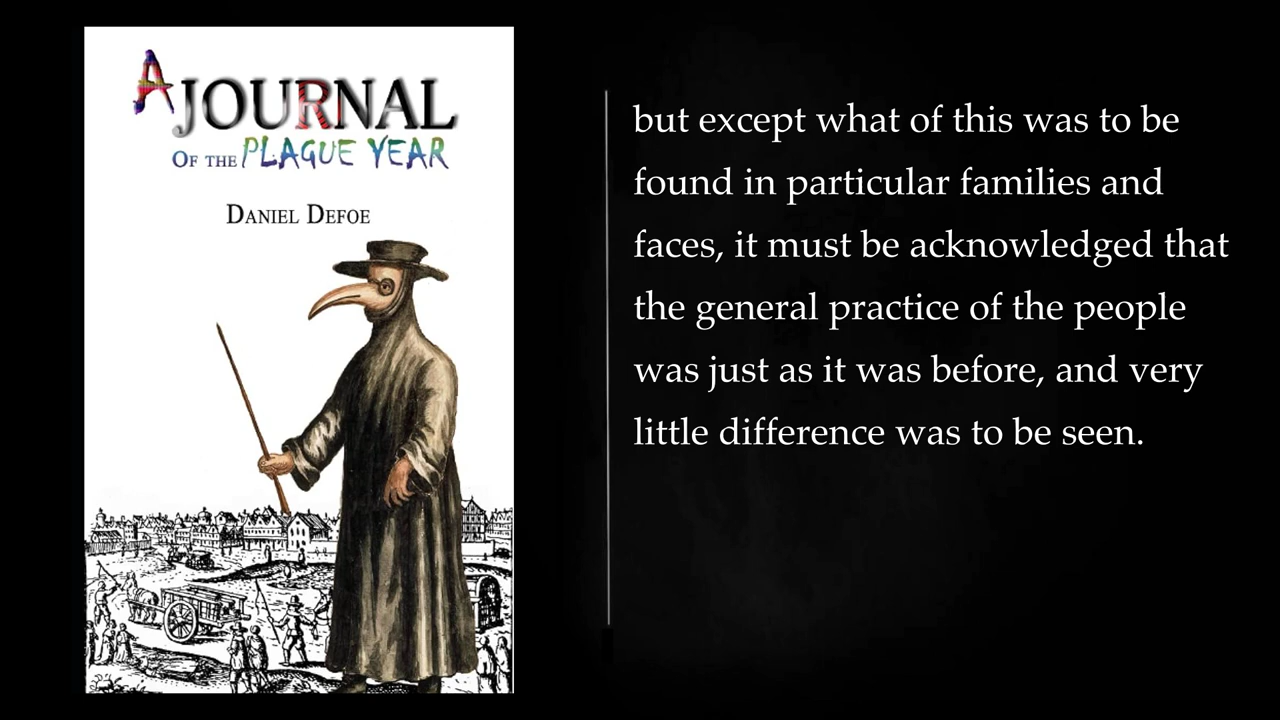 A JOURNAL
OF THE PLAGUE YEAR
DANIEL DEFOE
but except what of this was to be
found in particular families and
faces, it must be acknowledged that
the general practice of the people
was just as it was before, and very
little difference was to be seen.